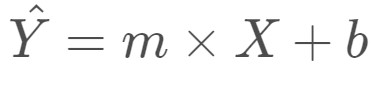 Ŷ = m × X + b